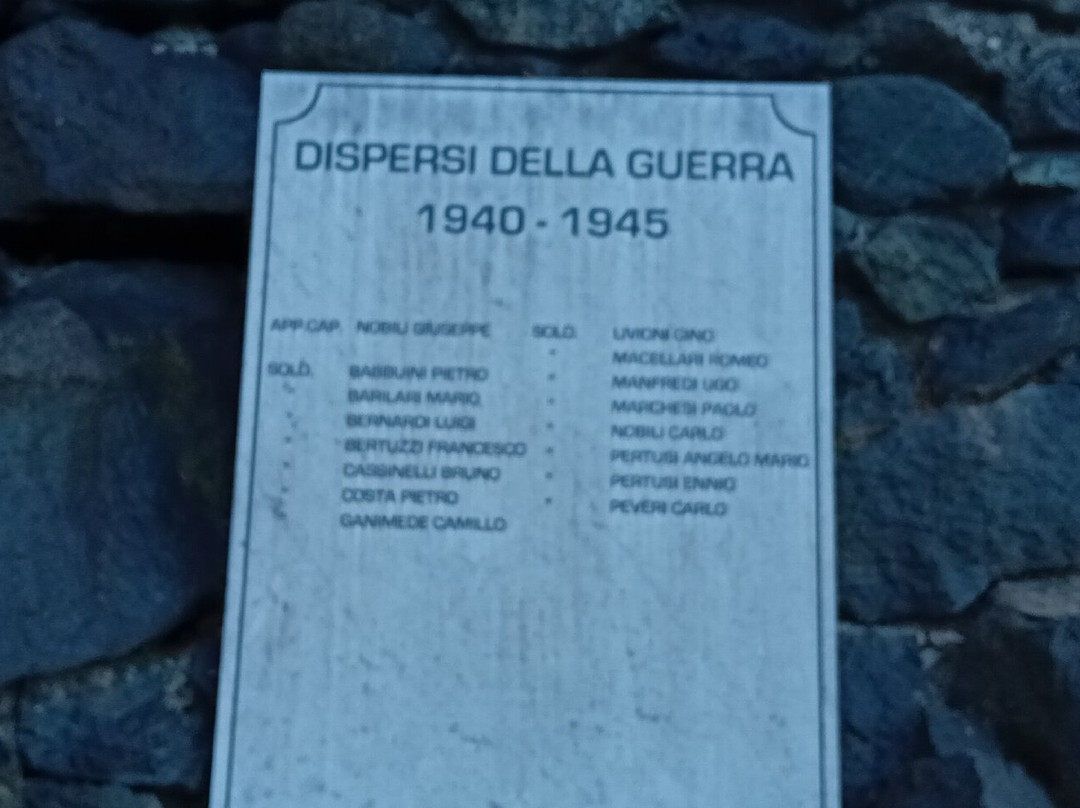 DISPERSI DELLA GUERRA
1940 - 1945
APP.CAP. NOBILI GIUSEPPE
SOLD. BABBUINI PIETRO
" BARILARI MARIO
" BERNARDI LUIGI
" BERTUZZI FRANCESCO
" CASSINELLI BRUNO
" COSTA PIETRO
" GANIMEDE CAMILLO
SOLD. LIVIONI GINO
" MACELLARI ROMEO
" MANFREDI UGO
" MARCHESI PAOLO
" NOBILI CARLO
" PERTUSI ANGELO MARIO
" PERTUSI ENNIO
" PEVERI CARLO